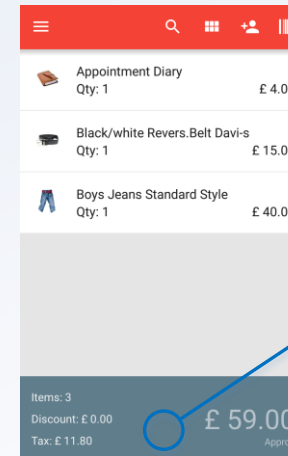 Appointment Diary
Qty: 1
£ 4.0
Black/white Revers.Belt Davi-s
Qty: 1
£ 15.0
Boys Jeans Standard Style
Qty: 1
£ 40.0
Items: 3
Discount: £ 0.00
£ 59.00
Tax: £ 11.80
Appro